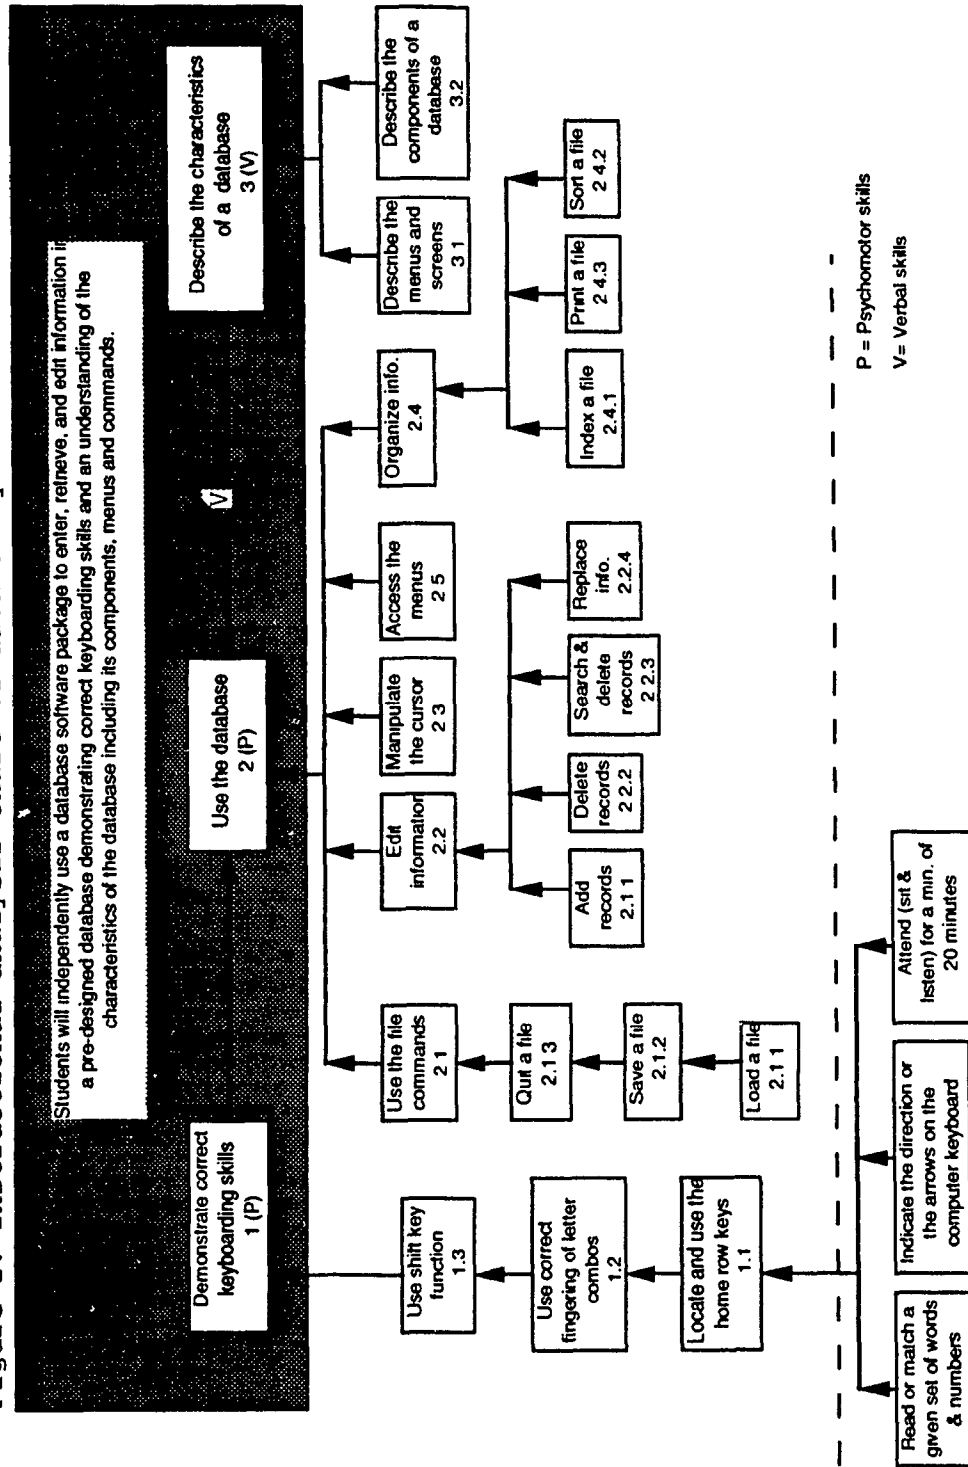 Students will independently use a database software package to enter, retrieve, and edit information in
a pre-designed database demonstrating correct keyboarding skills and an understanding of the
characteristics of the database including its components, menus and commands.
Demonstrate correct
keyboarding skills
1 (P)
Use the database
2 (P)
V
Describe the characteristics
of a database
3 (V)
Use shift key
function
1.3
Use correct
fingering of letter
combos
1.2
Locate and use the
home row keys
1.1
Use the file
commands
2 1
Quit a file
2.1 3
Save a file
2.1.2
Load a file
2.1 1
Edit
information
2.2
Manipulate
the cursor
2 3
Access the
menus
2 5
Organize info.
2.4
Add
records
2.1 1
Delete
records
2 2.2
Search &
delete
records
2 2.3
Replace
info.
2.2.4
Index a file
2.4.1
Print a file
2 4.3
Sort a file
2 4.2
Describe the
menus and
screens
3 1
Describe the
components of a
database
3.2
Read or match a
given set of words
& numbers
Indicate the direction or
the arrows on the
computer keyboard
Attend (sit &
listen) for a min. of
20 minutes
P = Psychomotor skills
V= Verbal skills